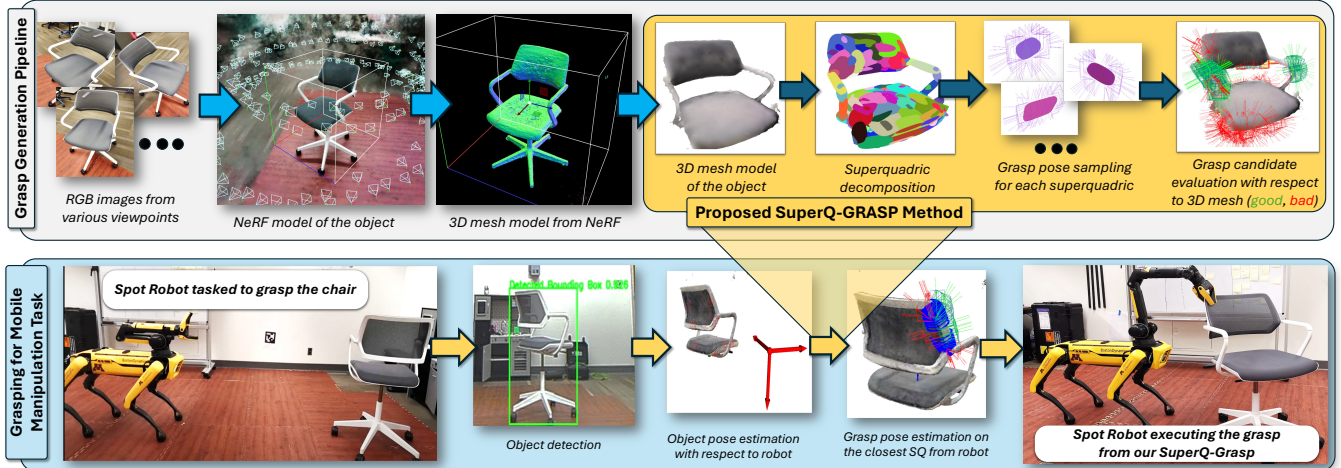 Grasp Generation Pipeline
RGB images from
various viewpoints
NeRF model of the object
3D mesh model from NeRF
3D mesh model
of the object
Superquadric
decomposition
Grasp pose sampling
for each superquadric
Grasp candidate
evaluation with respect
to 3D mesh (good, bad)
Proposed SuperQ-GRASP Method
Grasping for Mobile
Manipulation Task
Spot Robot tasked to grasp the chair
Detected Bounding Box
Object detection
Object pose estimation
with respect to robot
Grasp pose estimation on
the closest SQ from robot
Spot Robot executing the grasp
from our SuperQ-Grasp